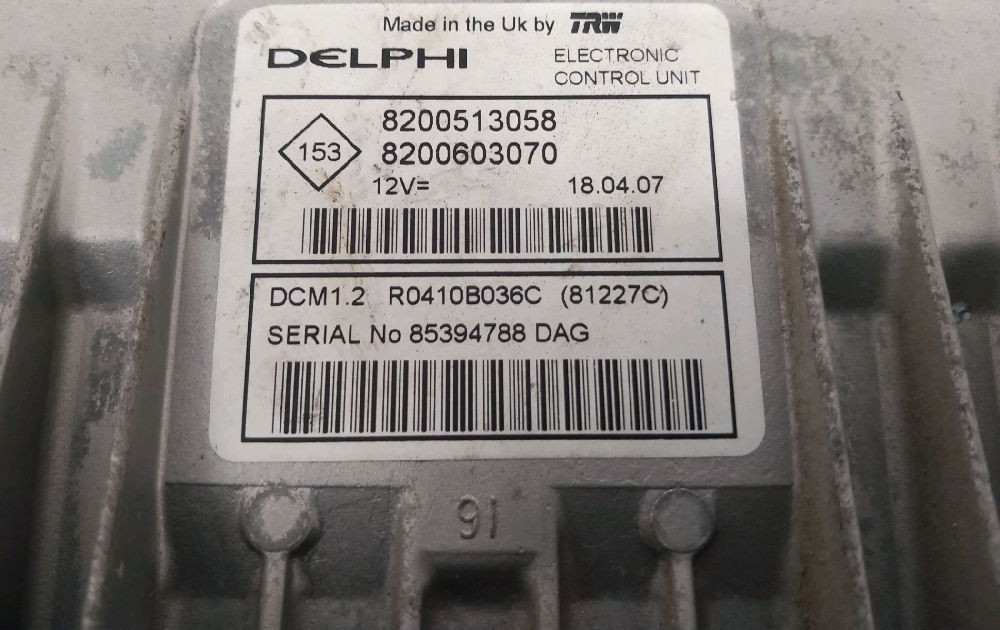 Made in the Uk by TRW
DELPHI
ELECTRONIC
CONTROL UNIT
153
8200513058
8200603070
12V=
18.04.07
DCM1.2 R0410B036C (81227C)
SERIAL No 85394788 DAG
91